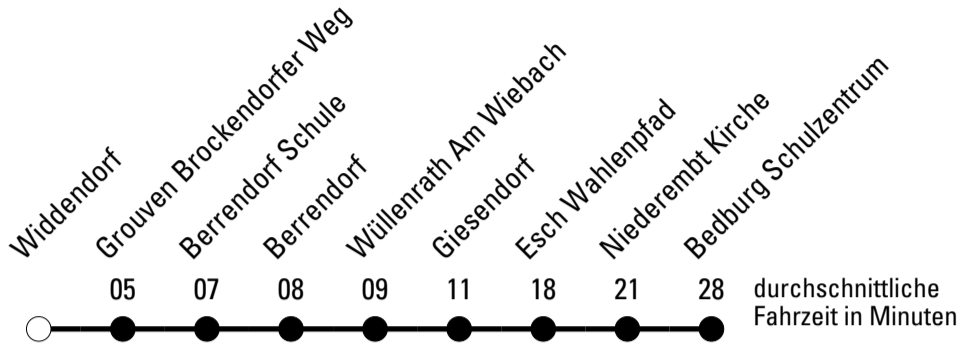 Widdendorf
Grouven Brockendorfer Weg
Berrendorf Schule
Berrendorf
Wüllenrath Am Wiebach
Giesendorf
Esch Wahlenpfad
Niederembt Kirche
Bedburg Schulzentrum
05 07 08 09 11 18 21 28
durchschnittliche
Fahrzeit in Minuten